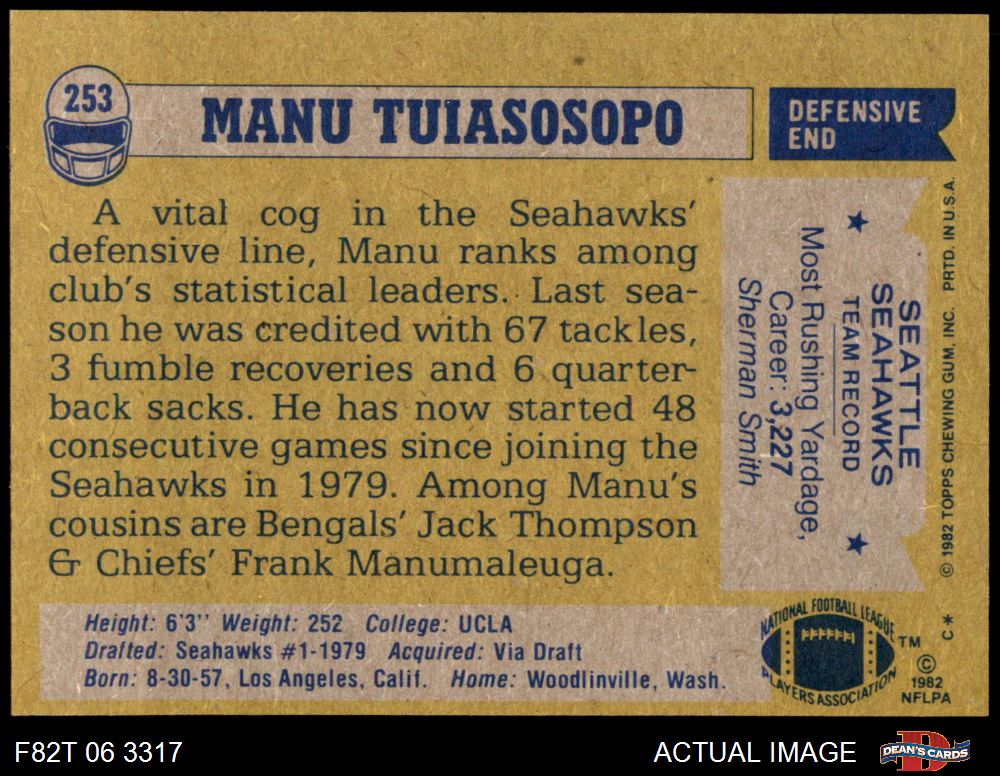 253
MANU TUIASOSOPO
DEFENSIVE
END
A vital cog in the Seahawks'
defensive line, Manu ranks among
club's statistical leaders. Last sea-
son he was credited with 67 tackles,
3 fumble recoveries and 6 quarter-
back sacks. He has now started 48
consecutive games since joining the
Seahawks in 1979. Among Manu's
cousins are Bengals' Jack Thompson
& Chiefs' Frank Manumaleuga.
SEATTLE
SEAHAWKS
TEAM RECORD
Most Rushing Yardage,
Career: 3,227
Sherman Smith
© 1982 TOPPS CHEWING GUM, INC. PRTD. IN U.S.A.
Height: 6'3" Weight: 252 College: UCLA
Drafted: Seahawks #1-1979 Acquired: Via Draft
Born: 8-30-57, Los Angeles, Calif. Home: Woodlinville, Wash.
NATIONAL FOOTBALL LEAGUE
PLAYERS ASSOCIATION
TM
C*
©
1982
NFLPA
F82T 06 3317
ACTUAL IMAGE
DEAN'S CARDS